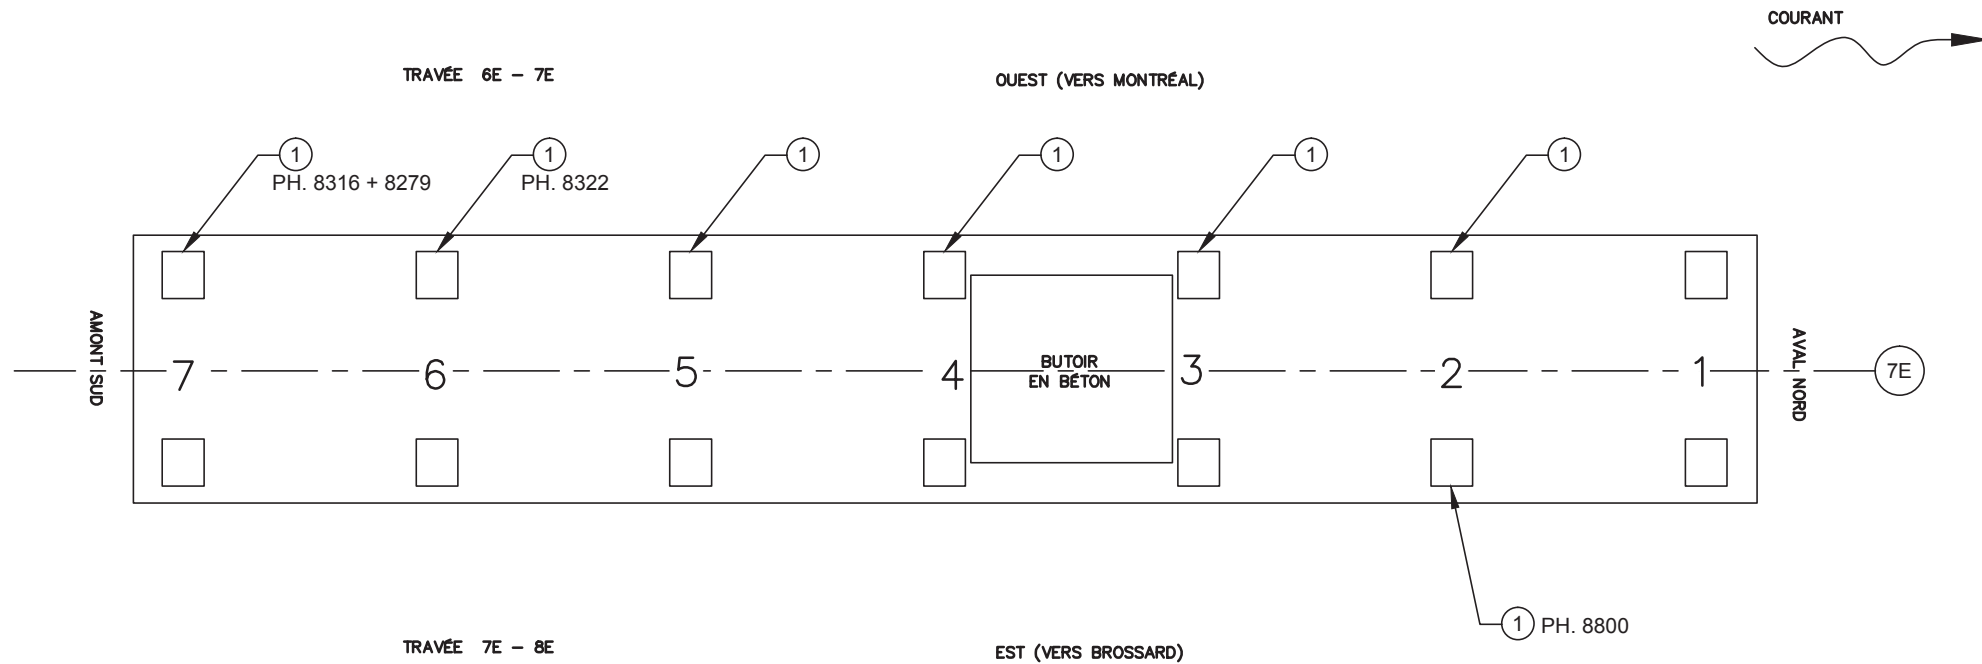 COURANT
TRAVÉE 6E - 7E
OUEST (VERS MONTRÉAL)
1
1
1
1
1
1
PH. 8316 + 8279
PH. 8322
AMONT SUD
7
6
5
4
BUTOIR
EN BÉTON
3
2
1
AVAL NORD
7E
1 PH. 8800
TRAVÉE 7E - 8E
EST (VERS BROSSARD)